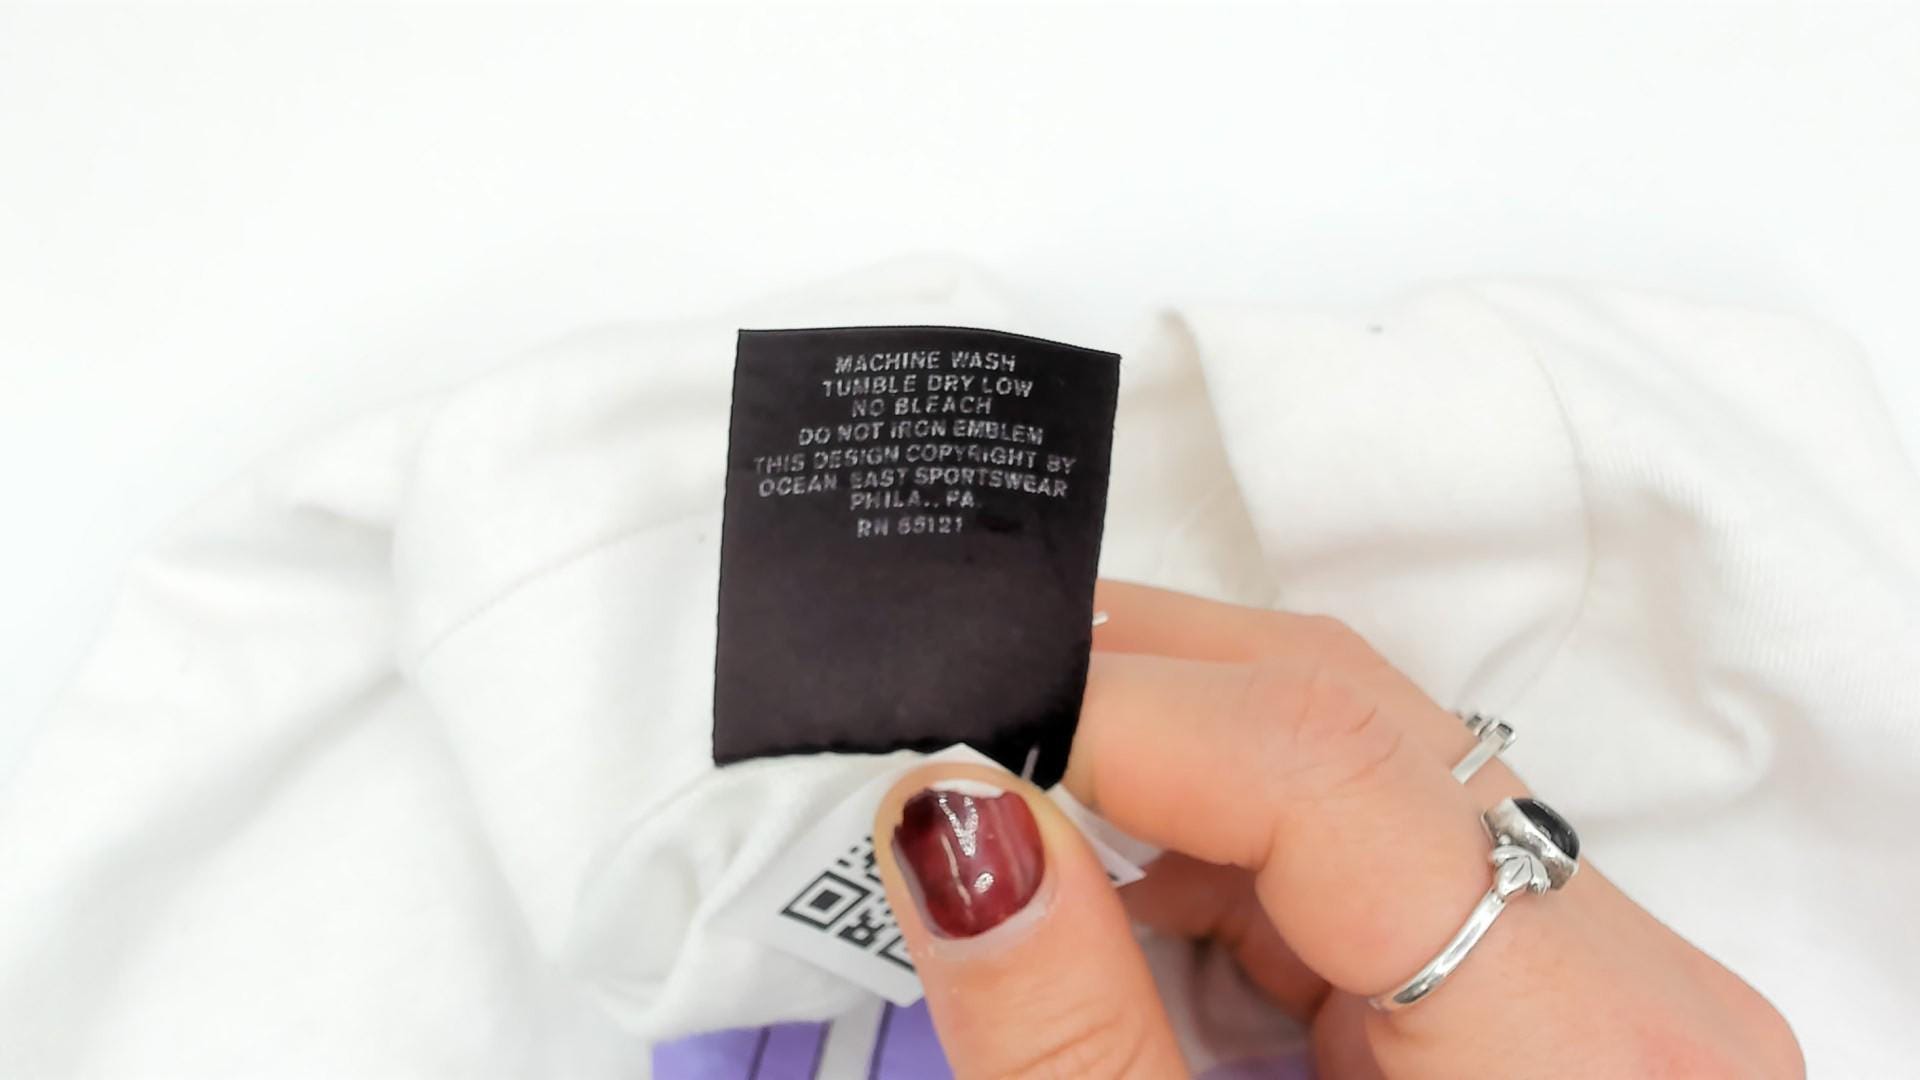 MACHINE WASH
TUMBLE DRY LOW
NO BLEACH
DO NOT IRON EMBLEM
THIS DESIGN COPYRIGHT BY
OCEAN EAST SPORTSWEAR
PHILA., PA
RN 65121